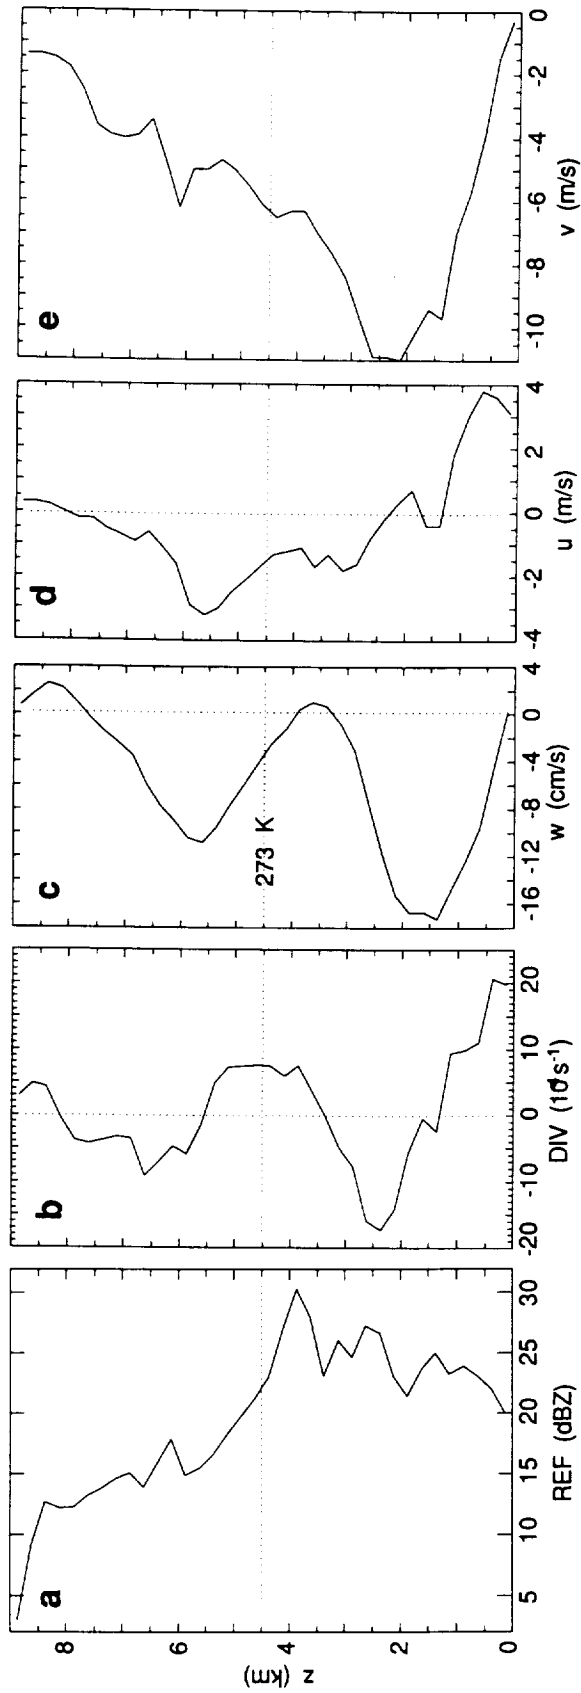 a
b
c
d
e
273 K
z (km)
8
6
4
2
0
5 10 15 20 25 30
REF (dBZ)
-20 -10 0 10 20
DIV
-16 -12 -8 -4 0 4
w (cm/s)
-4 -2 0 2 4
u (m/s)
-10 -8 -6 -4 -2 0
v (m/s)